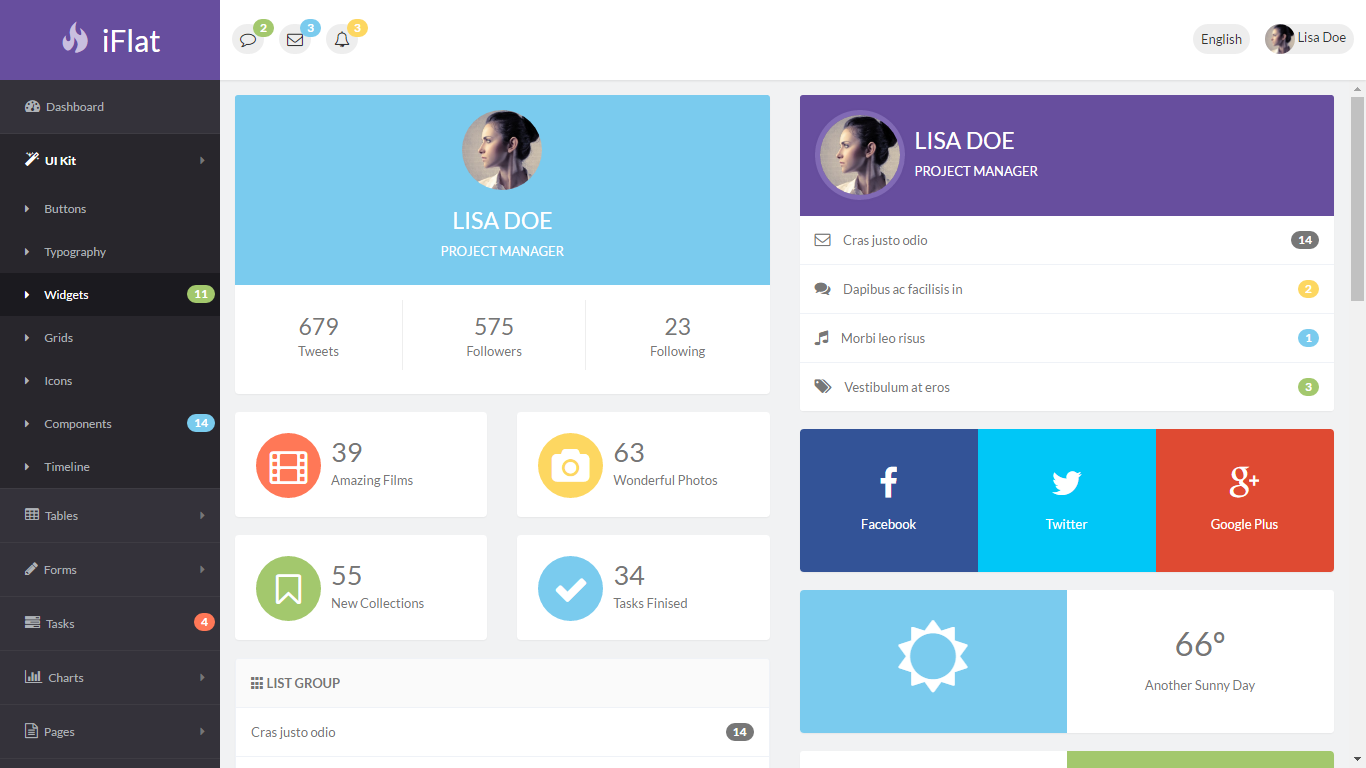 iFlat
2
3
3
English
Lisa Doe
Dashboard
UI Kit
Buttons
Typography
Widgets 11
Grids
Icons
Components 14
Timeline
Tables
Forms
Tasks 4
Charts
Pages
LISA DOE
PROJECT MANAGER
679
Tweets
575
Followers
23
Following
39
Amazing Films
63
Wonderful Photos
55
New Collections
34
Tasks Finised
LIST GROUP
Cras justo odio 14
LISA DOE
PROJECT MANAGER
Cras justo odio 14
Dapibus ac facilisis in 2
Morbi leo risus 1
Vestibulum at eros 3
Facebook
Twitter
Google Plus
66°
Another Sunny Day